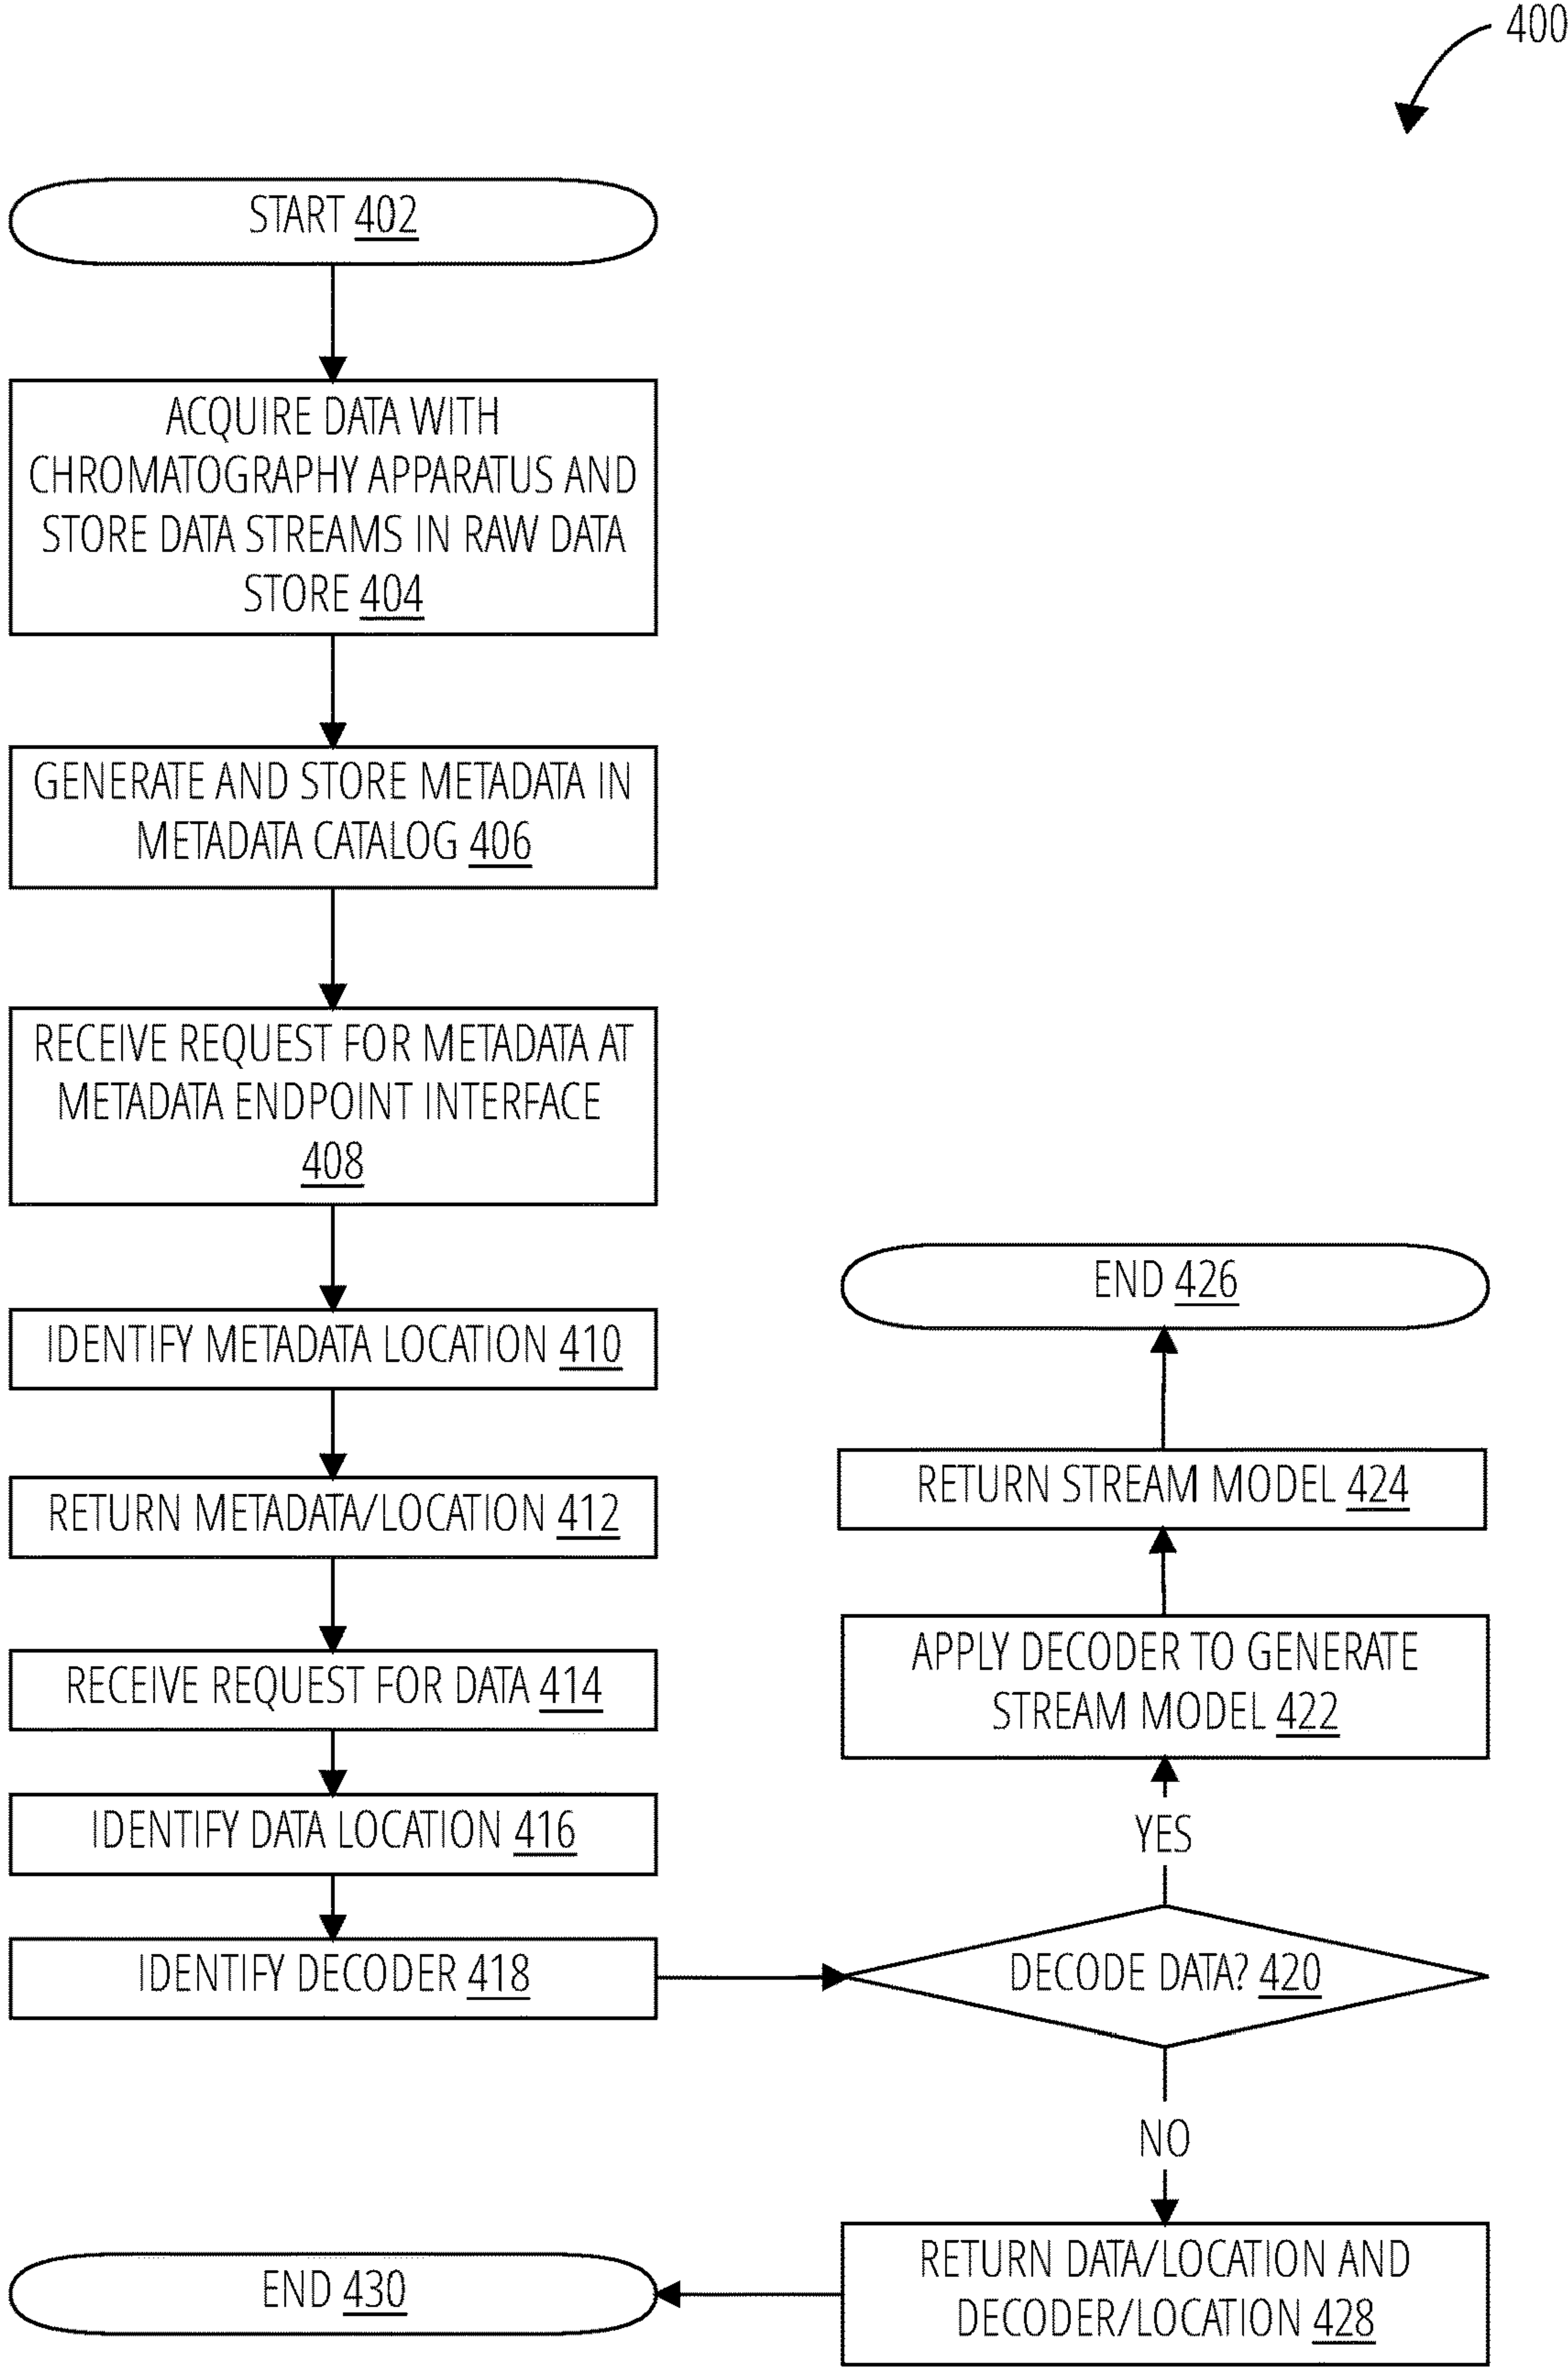 400
START 402
ACQUIRE DATA WITH
CHROMATOGRAPHY APPARATUS AND
STORE DATA STREAMS IN RAW DATA
STORE 404
GENERATE AND STORE METADATA IN
METADATA CATALOG 406
RECEIVE REQUEST FOR METADATA AT
METADATA ENDPOINT INTERFACE
408
IDENTIFY METADATA LOCATION 410
RETURN METADATA/LOCATION 412
RECEIVE REQUEST FOR DATA 414
IDENTIFY DATA LOCATION 416
IDENTIFY DECODER 418
DECODE DATA? 420
YES
APPLY DECODER TO GENERATE
STREAM MODEL 422
RETURN STREAM MODEL 424
END 426
NO
RETURN DATA/LOCATION AND
DECODER/LOCATION 428
END 430